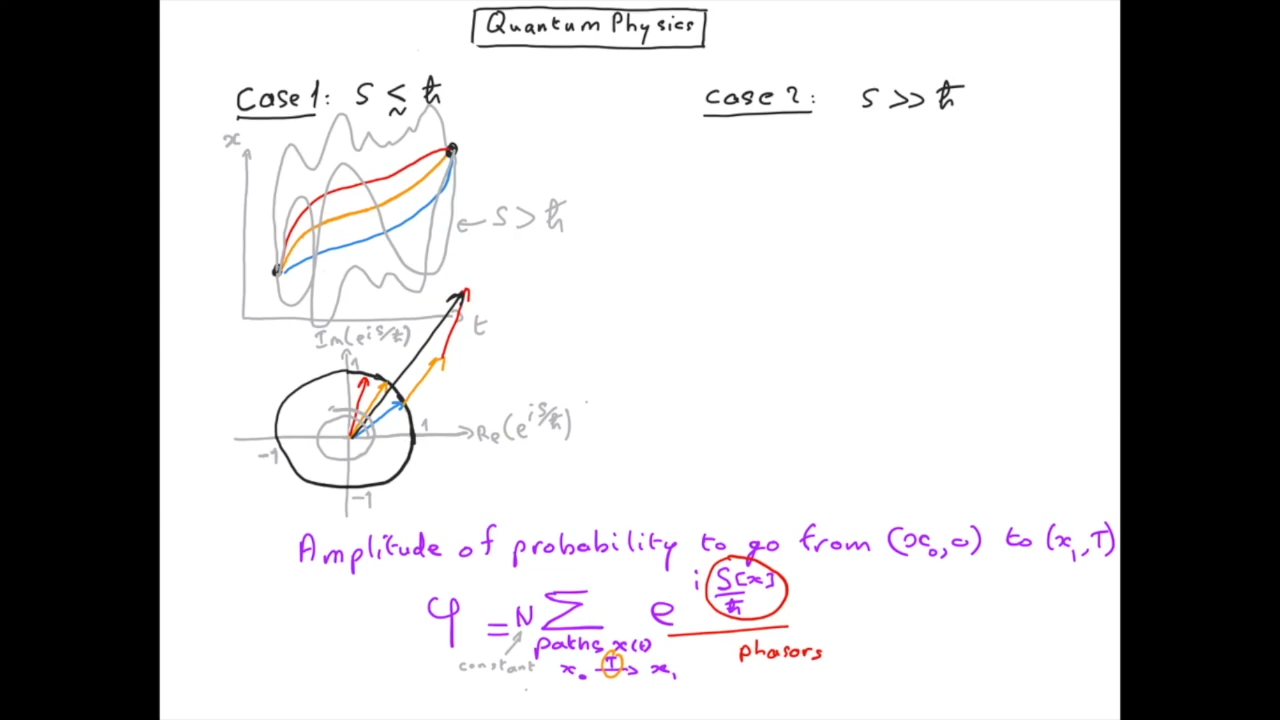 Quantum Physics
Case 1: S ≲ ħ
Case 2: S >> ħ
x
← S > ħ
t
Im(e^{iS/ħ})
1
1
Re(e^{iS/ħ})
-1
-1
Amplitude of probability to go from (x₀,0) to (x₁,T)
φ = N ∑ e^{i S[x]/ħ}
paths x(t)
phasors
constant
x₀ →T→ x₁